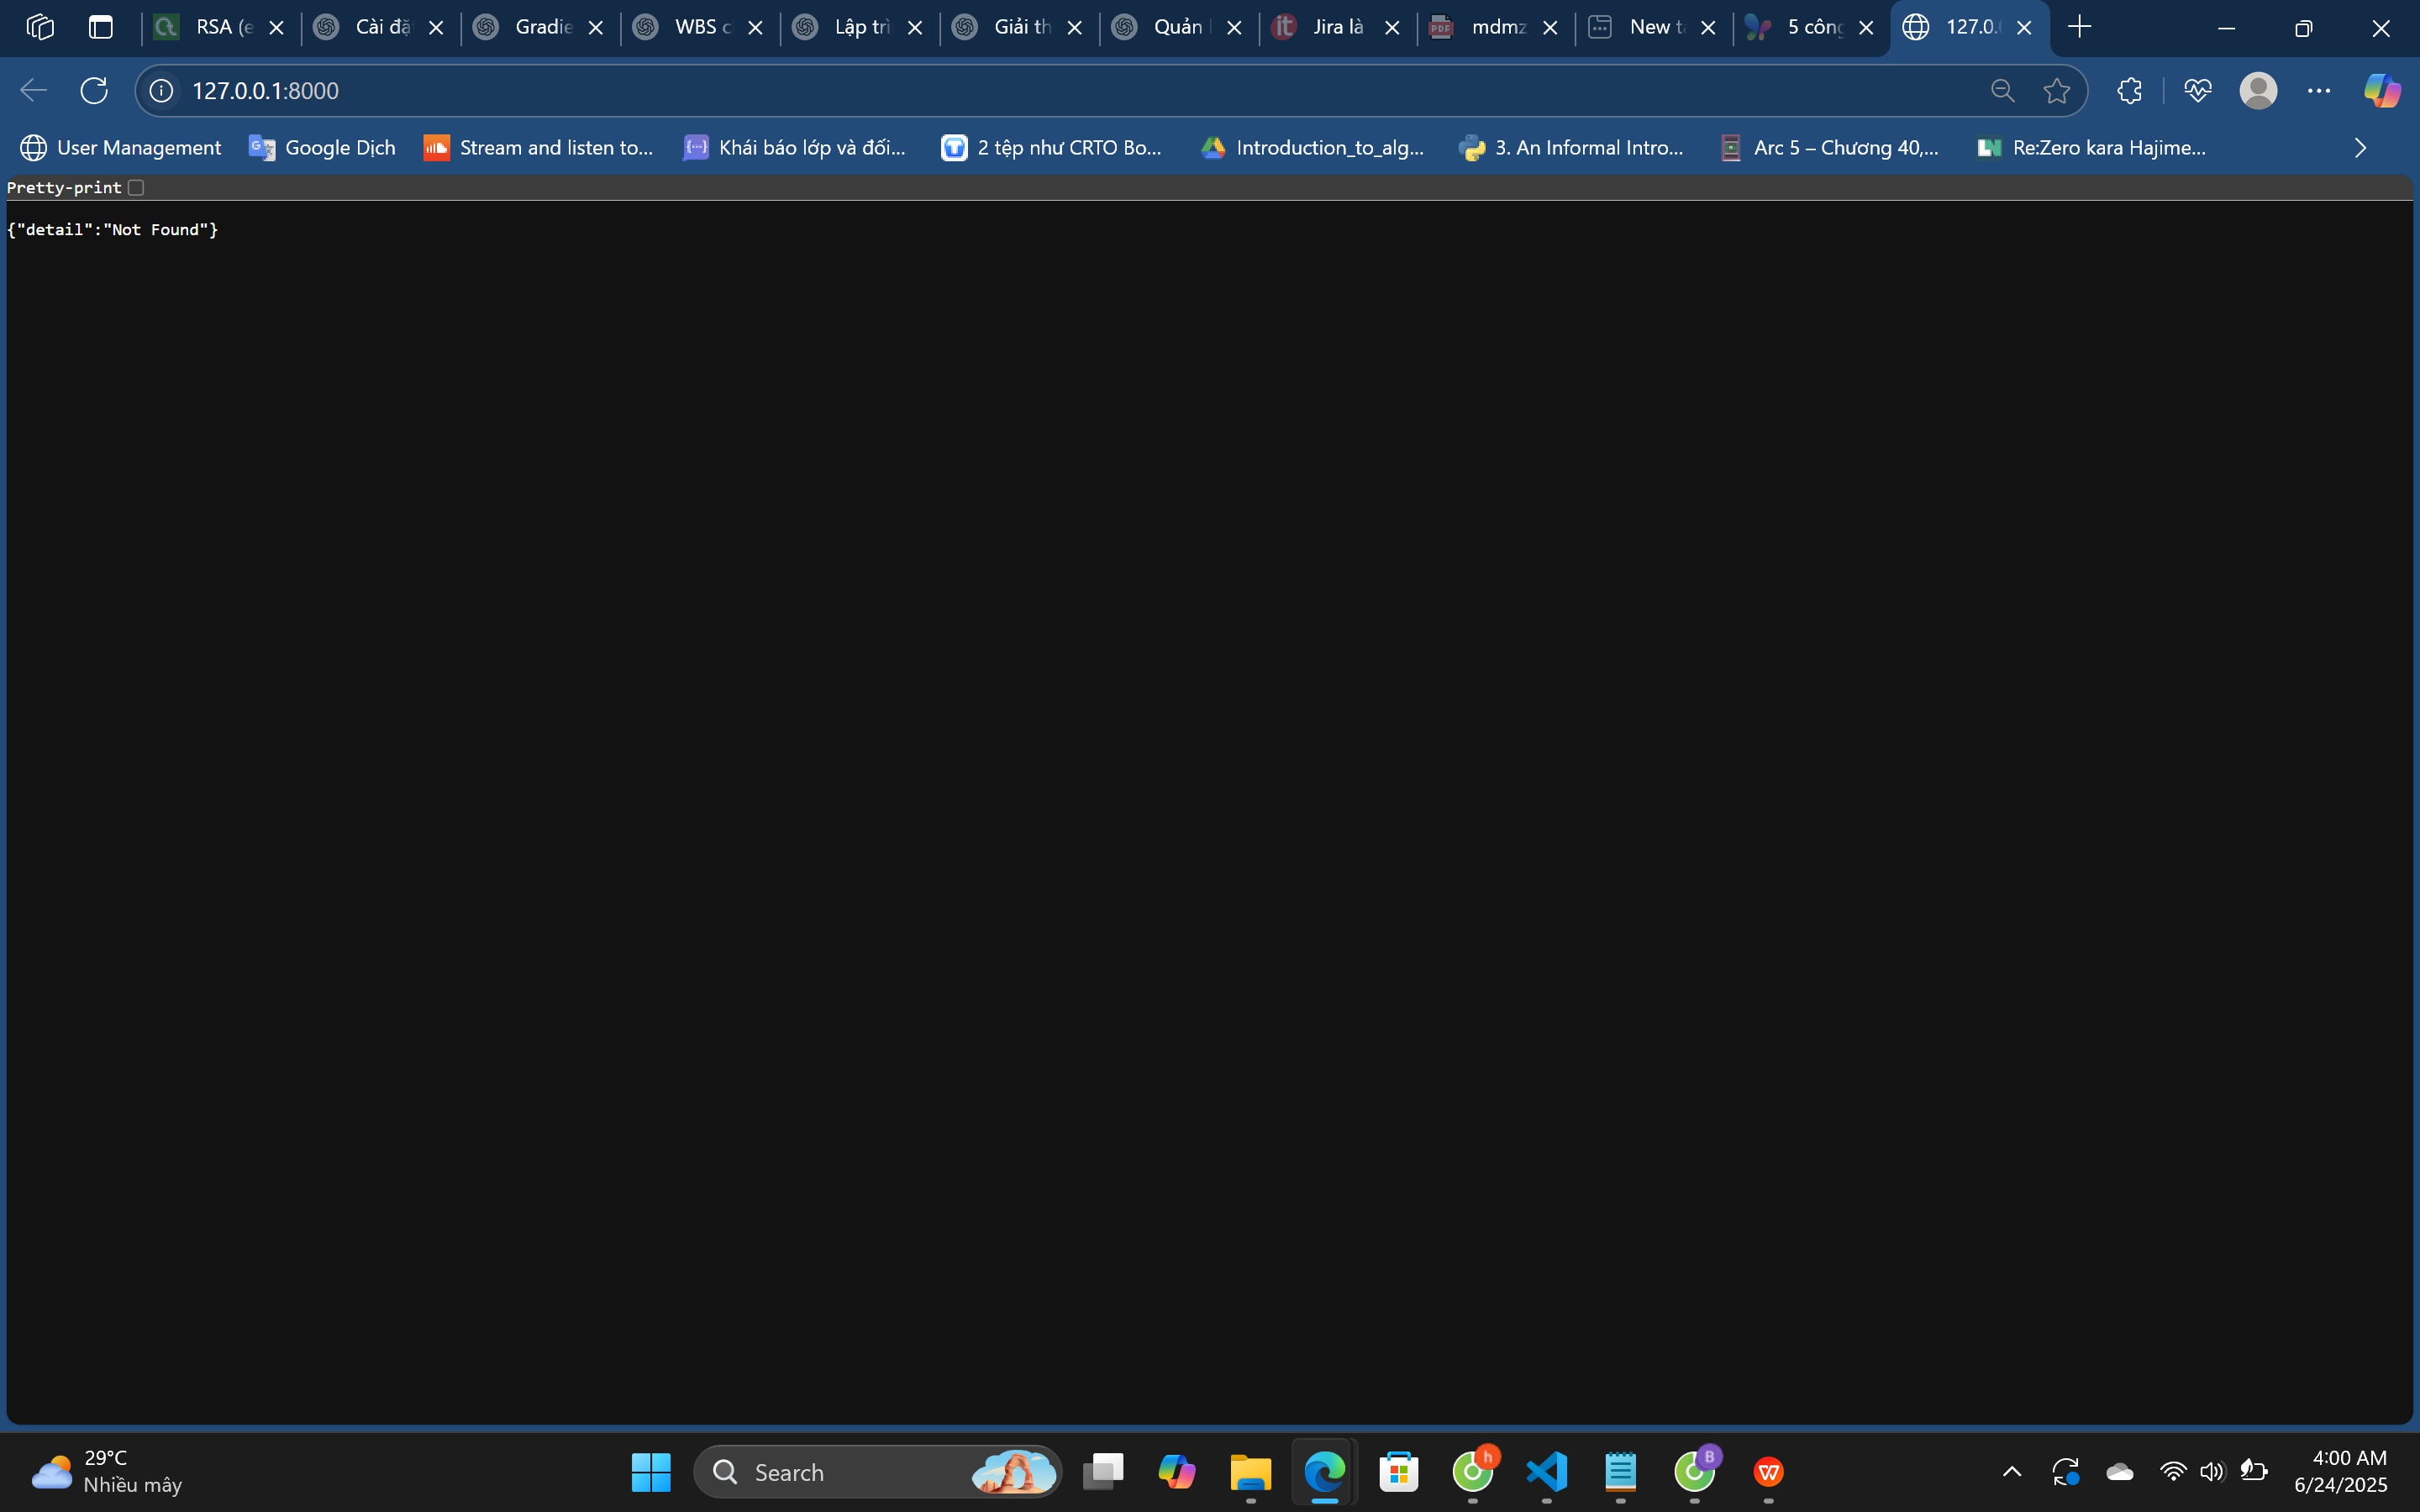 RSA (e
Cài đặ
Gradie
WBS c
Lập trì
Giải th
Quản
Jira là
mdmz
New ta
5 công
127.0.
127.0.0.1:8000
User Management
Google Dịch
Stream and listen to...
Khái báo lớp và đối...
2 tệp như CRTO Bo...
Introduction_to_alg...
3. An Informal Intro...
Arc 5 – Chương 40,...
Re:Zero kara Hajime...
Pretty-print
{"detail":"Not Found"}
29°C
Nhiều mây
Search
4:00 AM
6/24/2025